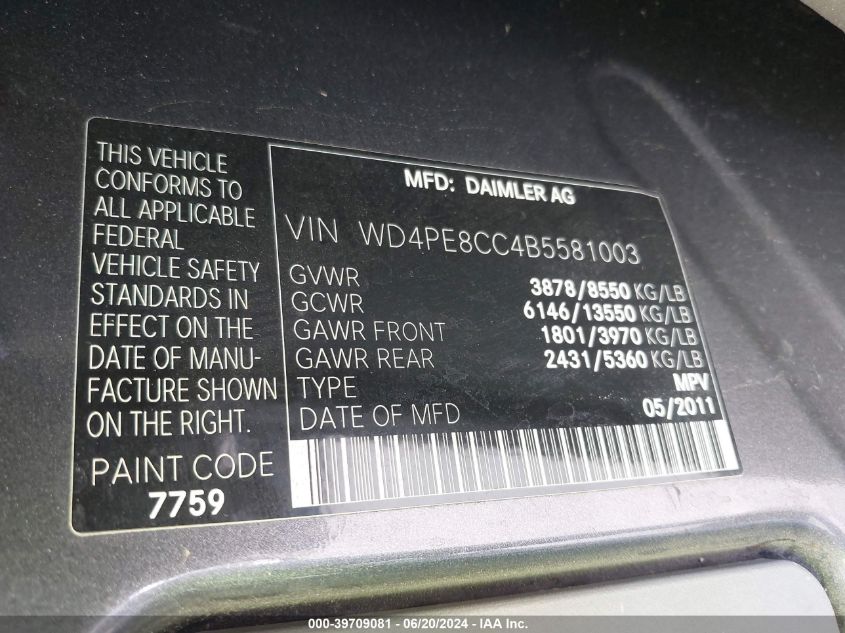 THIS VEHICLE
CONFORMS TO
ALL APPLICABLE
FEDERAL
VEHICLE SAFETY
STANDARDS IN
EFFECT ON THE
DATE OF MANU-
FACTURE SHOWN
ON THE RIGHT.
PAINT CODE
7759
MFD: DAIMLER AG
VIN WD4PE8CC4B5581003
GVWR 3878/8550 KG/LB
GCWR 6146/13550 KG/LB
GAWR FRONT 1801/3970 KG/LB
GAWR REAR 2431/5360 KG/LB
TYPE MPV
DATE OF MFD 05/2011
000-39709081 - 06/20/2024 - IAA Inc.